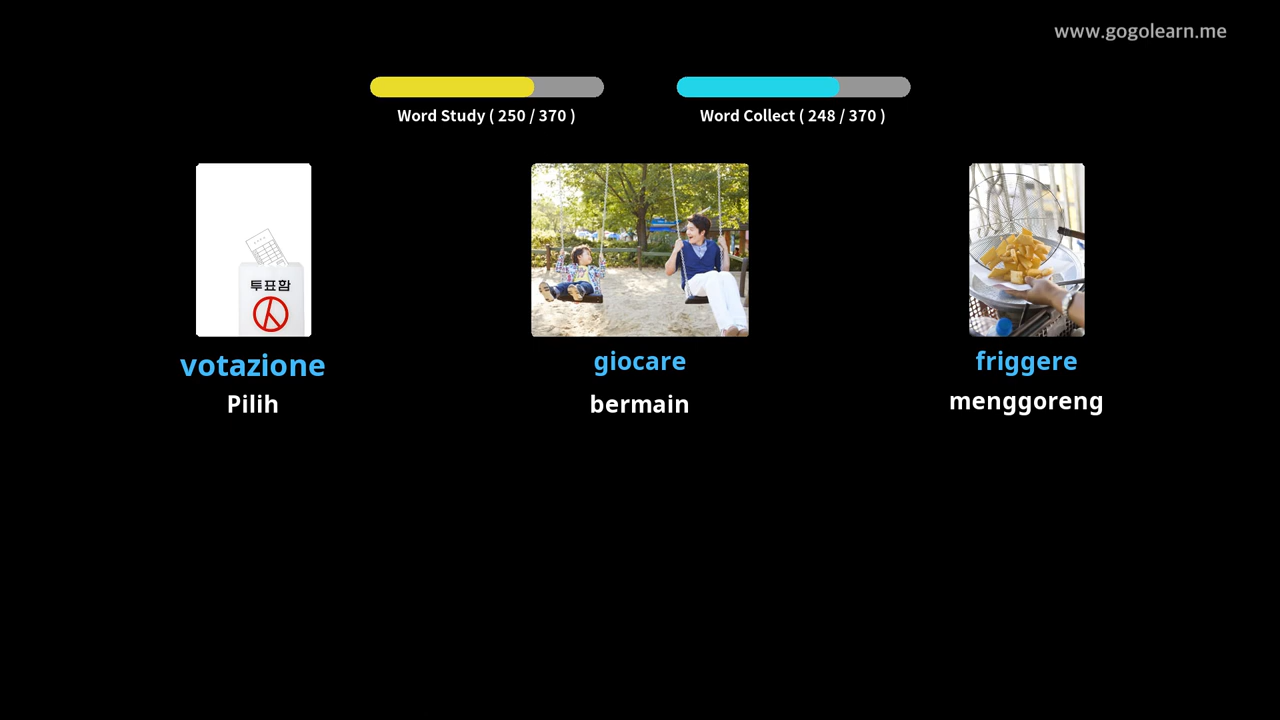 www.gogolearn.me
Word Study ( 250 / 370 )
Word Collect ( 248 / 370 )
투표함
votazione
Pilih
giocare
bermain
friggere
menggoreng